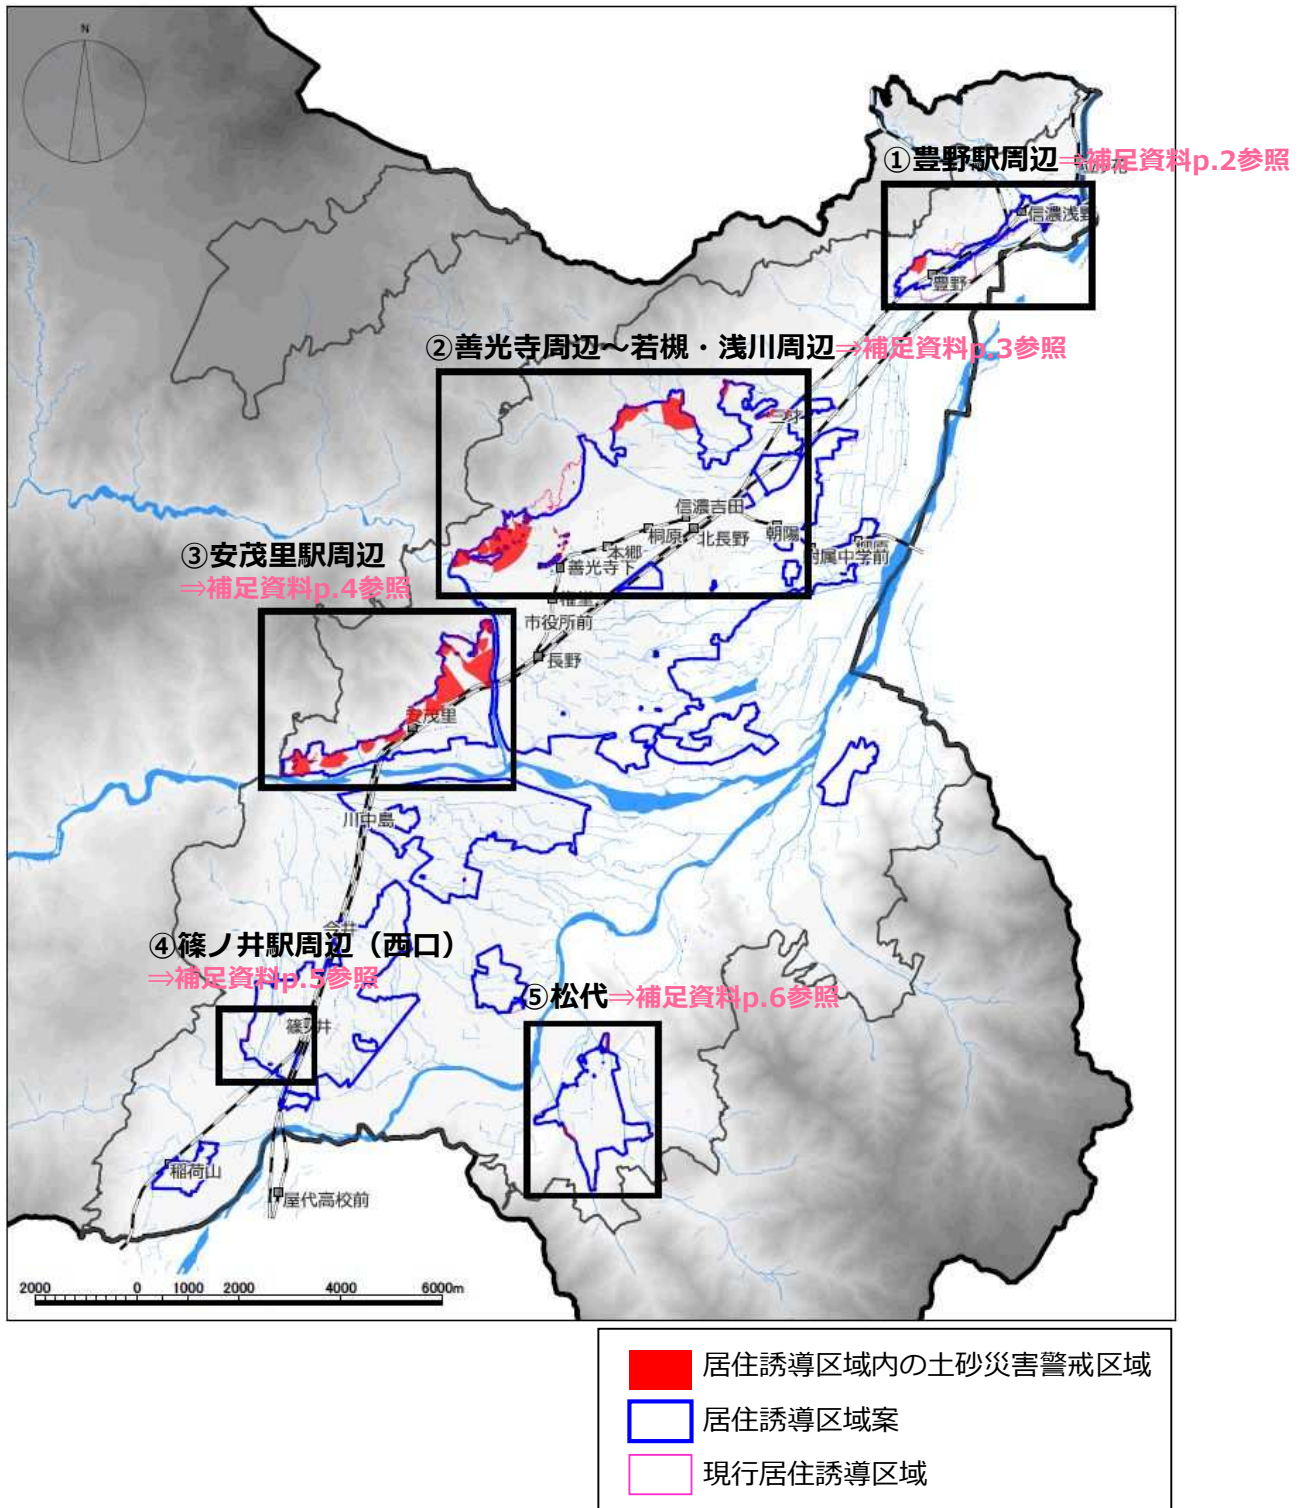 N
①豊野駅周辺⇒補足資料p.2参照
信濃浅野
豊野
②善光寺周辺～若槻・浅川周辺⇒補足資料p.3参照
三才
信濃吉田
桐原
北長野
朝陽
柳原
附属中学前
本郷
善光寺下
権堂
市役所前
長野
③安茂里駅周辺
⇒補足資料p.4参照
安茂里
川中島
今井
④篠ノ井駅周辺（西口）
⇒補足資料p.5参照
篠ノ井
⑤松代⇒補足資料p.6参照
稲荷山
屋代高校前
2000 0 1000 2000 4000 6000m
居住誘導区域内の土砂災害警戒区域
居住誘導区域案
現行居住誘導区域